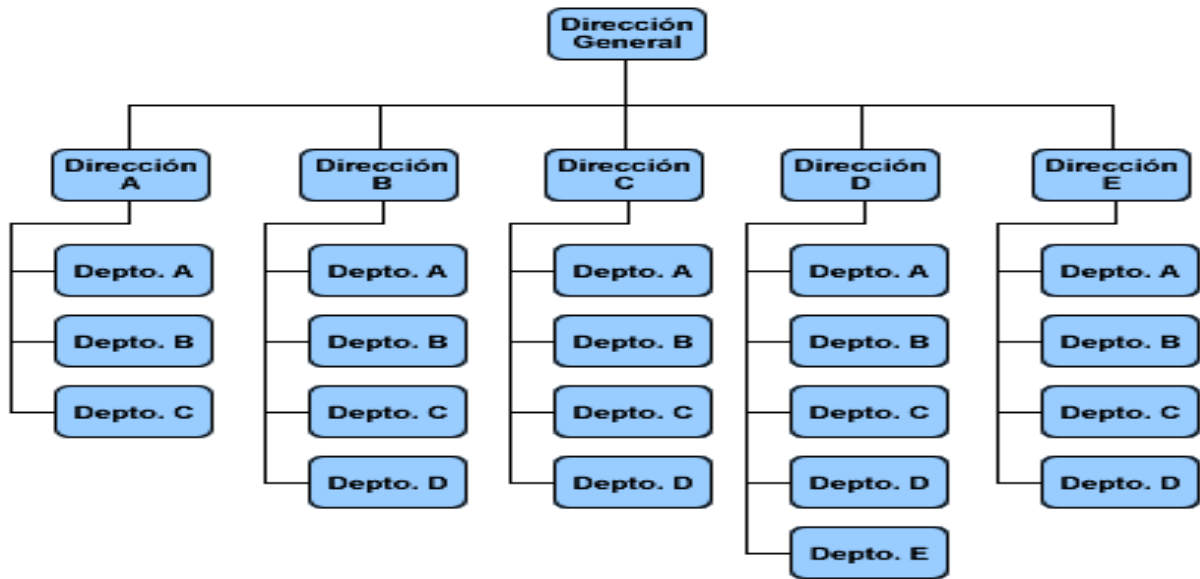 Dirección
General
Dirección
A
Dirección
B
Dirección
C
Dirección
D
Dirección
E
Depto. A
Depto. A
Depto. A
Depto. A
Depto. A
Depto. B
Depto. B
Depto. B
Depto. B
Depto. B
Depto. C
Depto. C
Depto. C
Depto. C
Depto. C
Depto. D
Depto. D
Depto. D
Depto. D
Depto. E